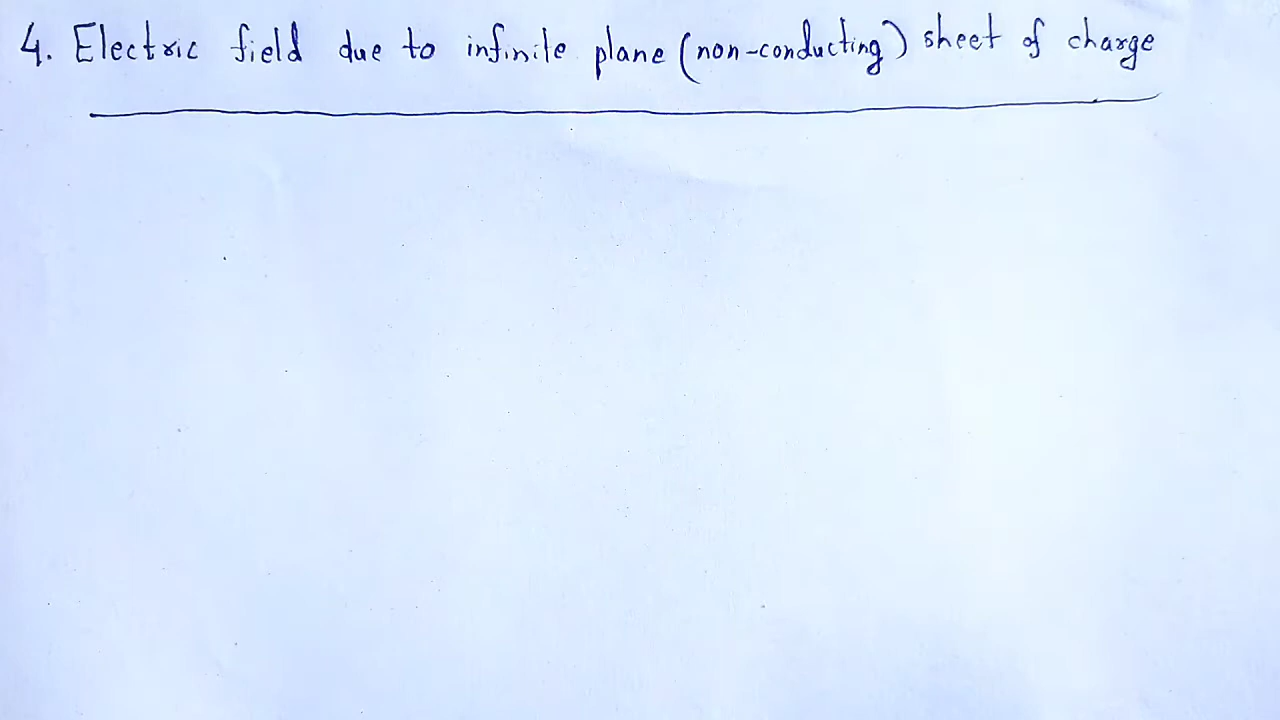 4. Electric field due to infinite plane (non-conducting) sheet of charge